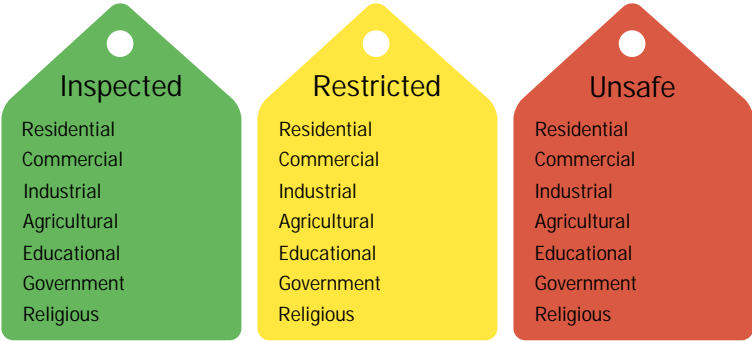 Inspected
Residential
Commercial
Industrial
Agricultural
Educational
Government
Religious
Restricted
Residential
Commercial
Industrial
Agricultural
Educational
Government
Religious
Unsafe
Residential
Commercial
Industrial
Agricultural
Educational
Government
Religious